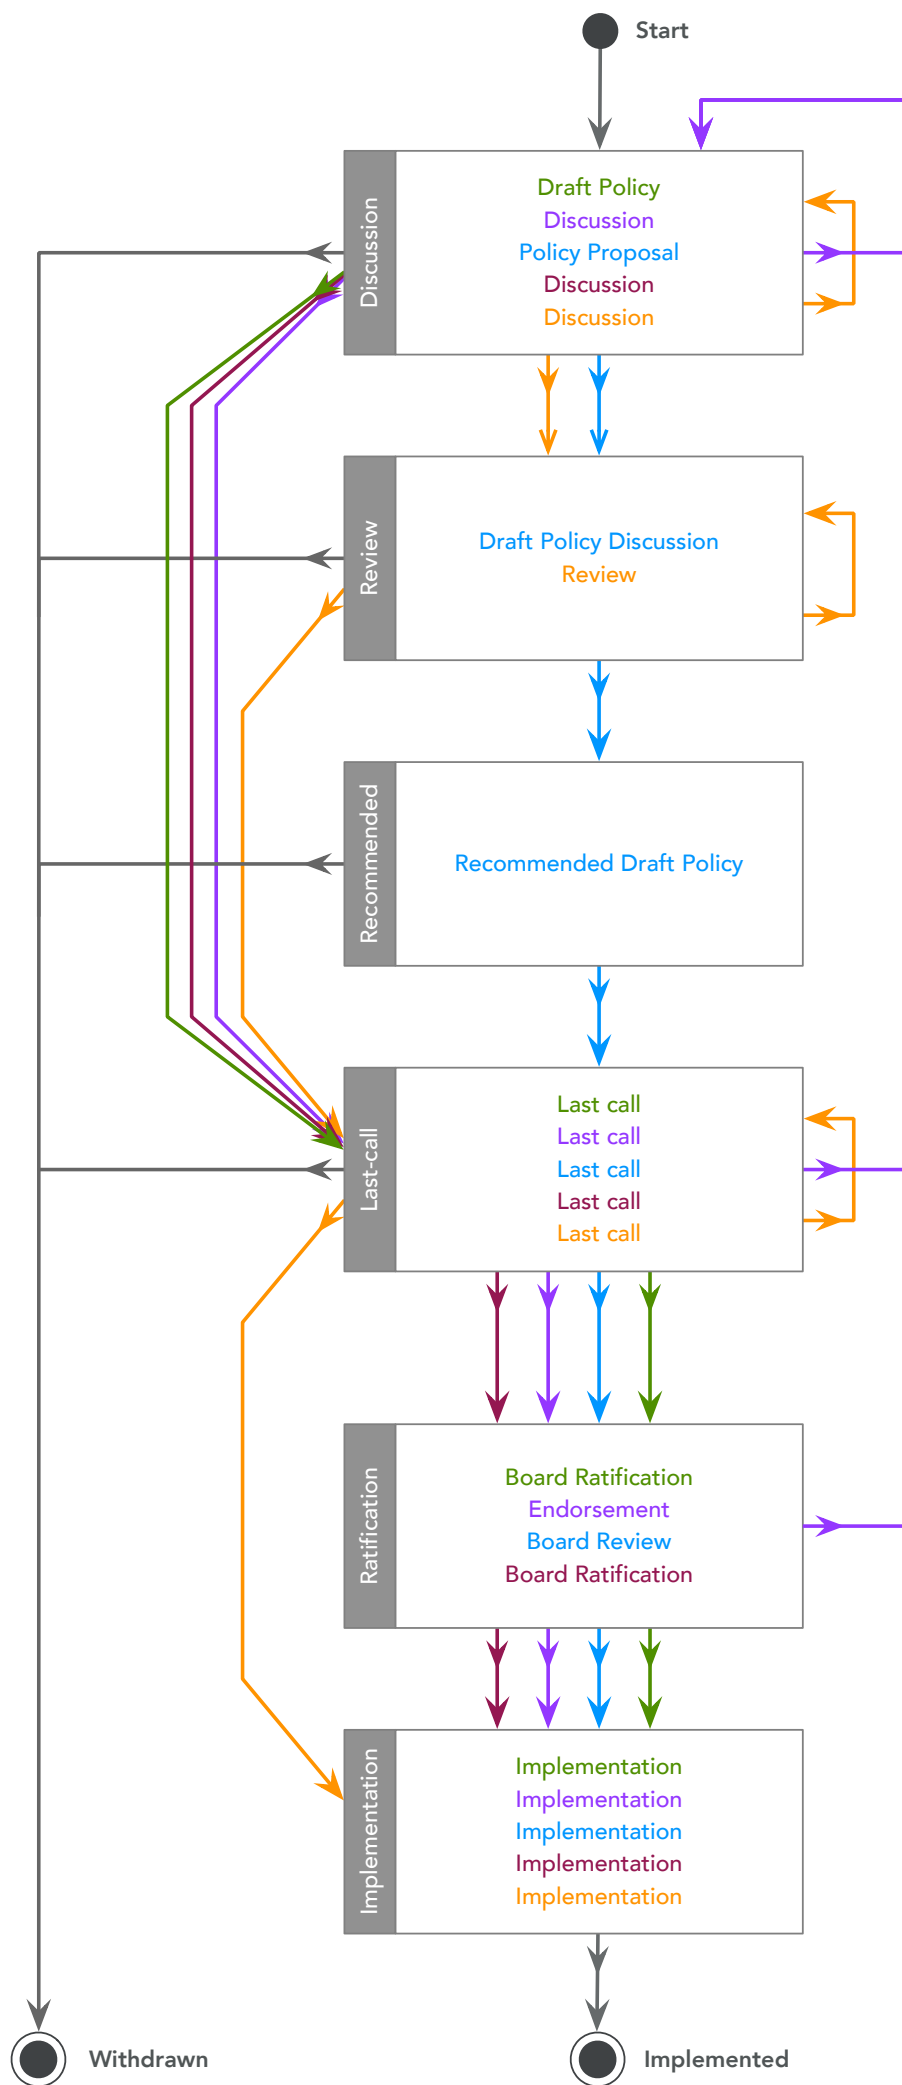 Start
Discussion
Draft Policy
Discussion
Policy Proposal
Discussion
Discussion
Review
Draft Policy Discussion
Review
Recommended
Recommended Draft Policy
Last-call
Last call
Last call
Last call
Last call
Last call
Ratification
Board Ratification
Endorsement
Board Review
Board Ratification
Implementation
Implementation
Implementation
Implementation
Implementation
Implementation
Withdrawn
Implemented